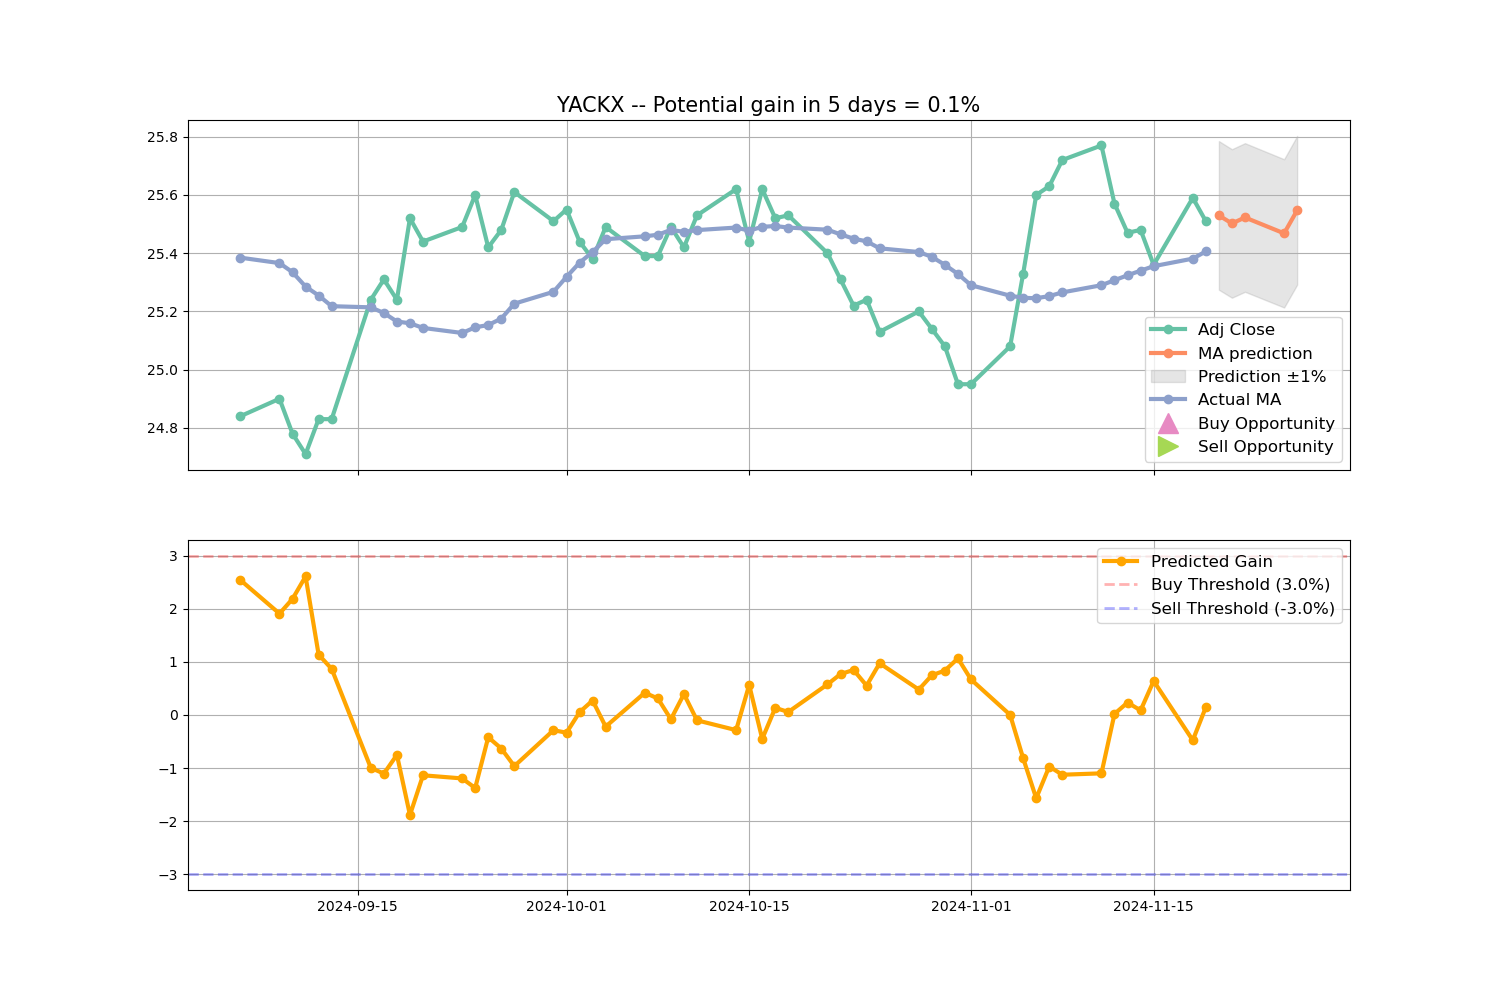 YACKX -- Potential gain in 5 days = 0.1%
25.8
25.6
25.4
25.2
25.0
24.8
Adj Close
MA prediction
Prediction ±1%
Actual MA
Buy Opportunity
Sell Opportunity
3
2
1
0
−1
−2
−3
Predicted Gain
Buy Threshold (3.0%)
Sell Threshold (-3.0%)
2024-09-15 2024-10-01 2024-10-15 2024-11-01 2024-11-15